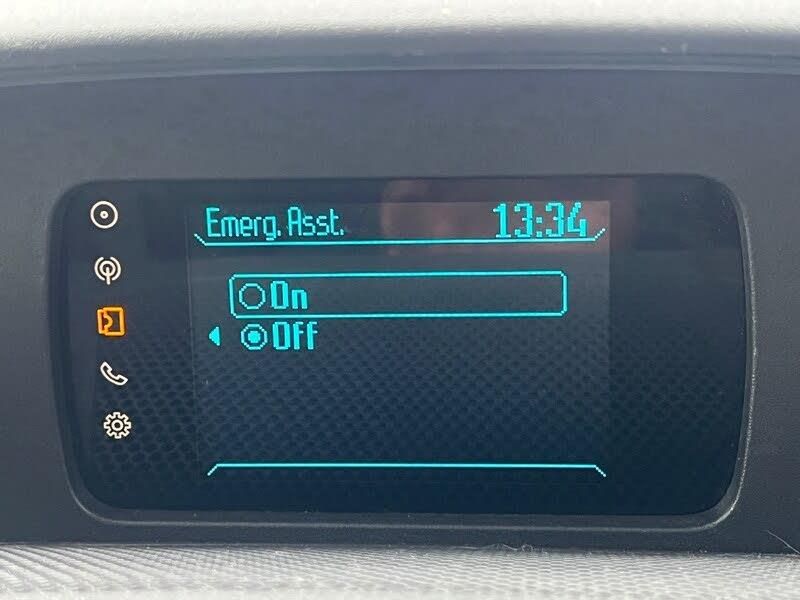 Emerg. Asst. 13:34
On
Off